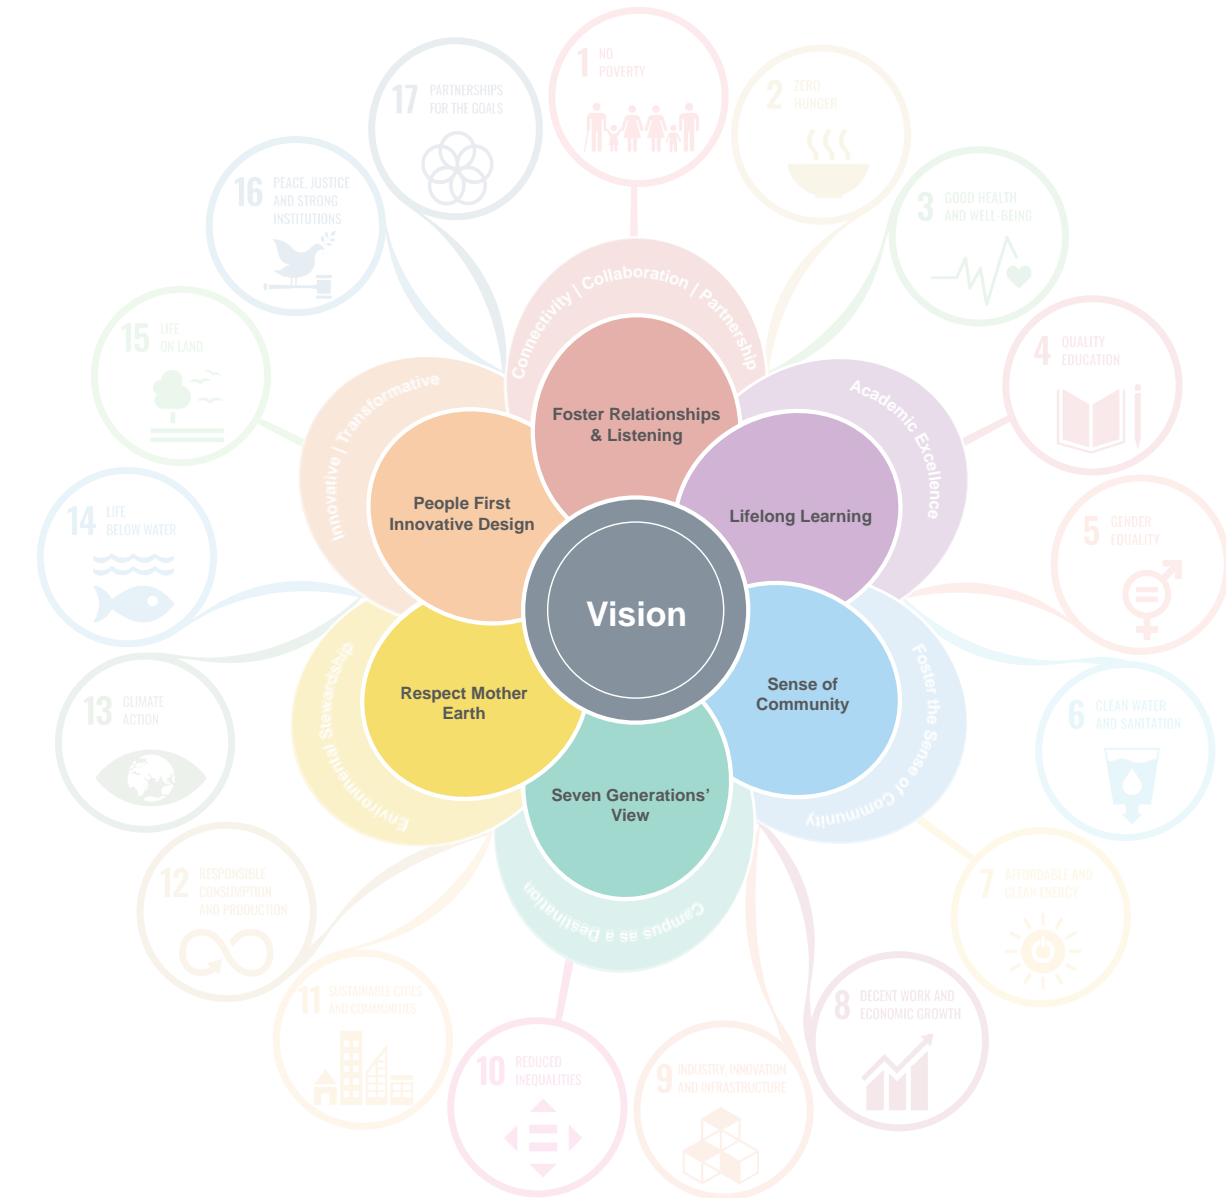 1 NO
POVERTY
2 ZERO
HUNGER
3 GOOD HEALTH
AND WELL-BEING
4 QUALITY
EDUCATION
5 GENDER
EQUALITY
6 CLEAN WATER
AND SANITATION
7 AFFORDABLE AND
CLEAN ENERGY
8 DECENT WORK AND
ECONOMIC GROWTH
9 INDUSTRY, INNOVATION
AND INFRASTRUCTURE
10 REDUCED
INEQUALITIES
11 SUSTAINABLE CITIES
AND COMMUNITIES
12 RESPONSIBLE
CONSUMPTION
AND PRODUCTION
13 CLIMATE
ACTION
14 LIFE
BELOW WATER
15 LIFE
ON LAND
16 PEACE, JUSTICE
AND STRONG
INSTITUTIONS
17 PARTNERSHIPS
FOR THE GOALS
Connectivity | Collaboration | Partnership
Foster Relationships
& Listening
Academic Excellence
Lifelong Learning
Foster the Sense of Community
Sense of
Community
Campus as a Destination
Seven Generations’
View
Environmental Stewardship
Respect Mother
Earth
Innovative | Transformative
People First
Innovative Design
Vision